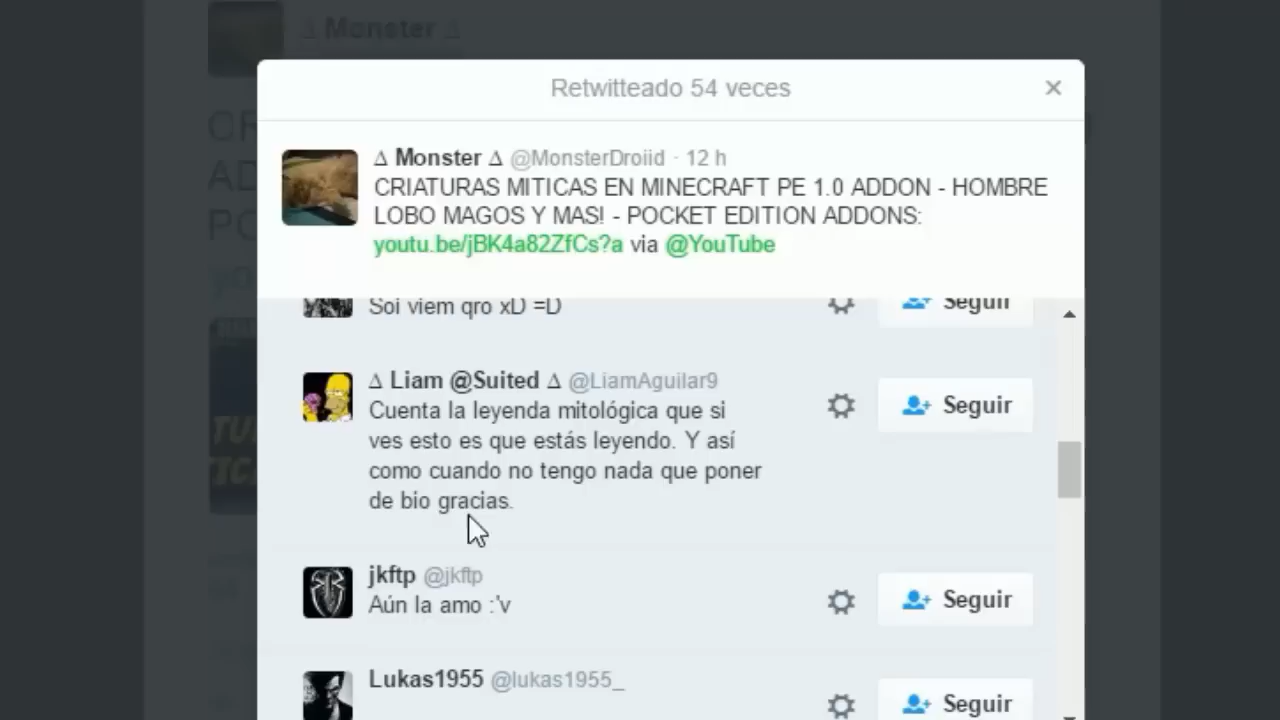 Δ Monster Δ
Retwitteado 54 veces
×
Δ Monster Δ @MonsterDroiid · 12 h
CRIATURAS MITICAS EN MINECRAFT PE 1.0 ADDON - HOMBRE
LOBO MAGOS Y MAS! - POCKET EDITION ADDONS:
youtu.be/jBK4a82ZfCs?a via @YouTube
Soi viem qro xD =D
Seguir
Δ Liam @Suited Δ @LiamAguilar9
Cuenta la leyenda mitológica que si
ves esto es que estás leyendo. Y así
como cuando no tengo nada que poner
de bio gracias.
Seguir
jkftp @jkftp
Aún la amo :'v
Seguir
Lukas1955 @lukas1955_
Seguir